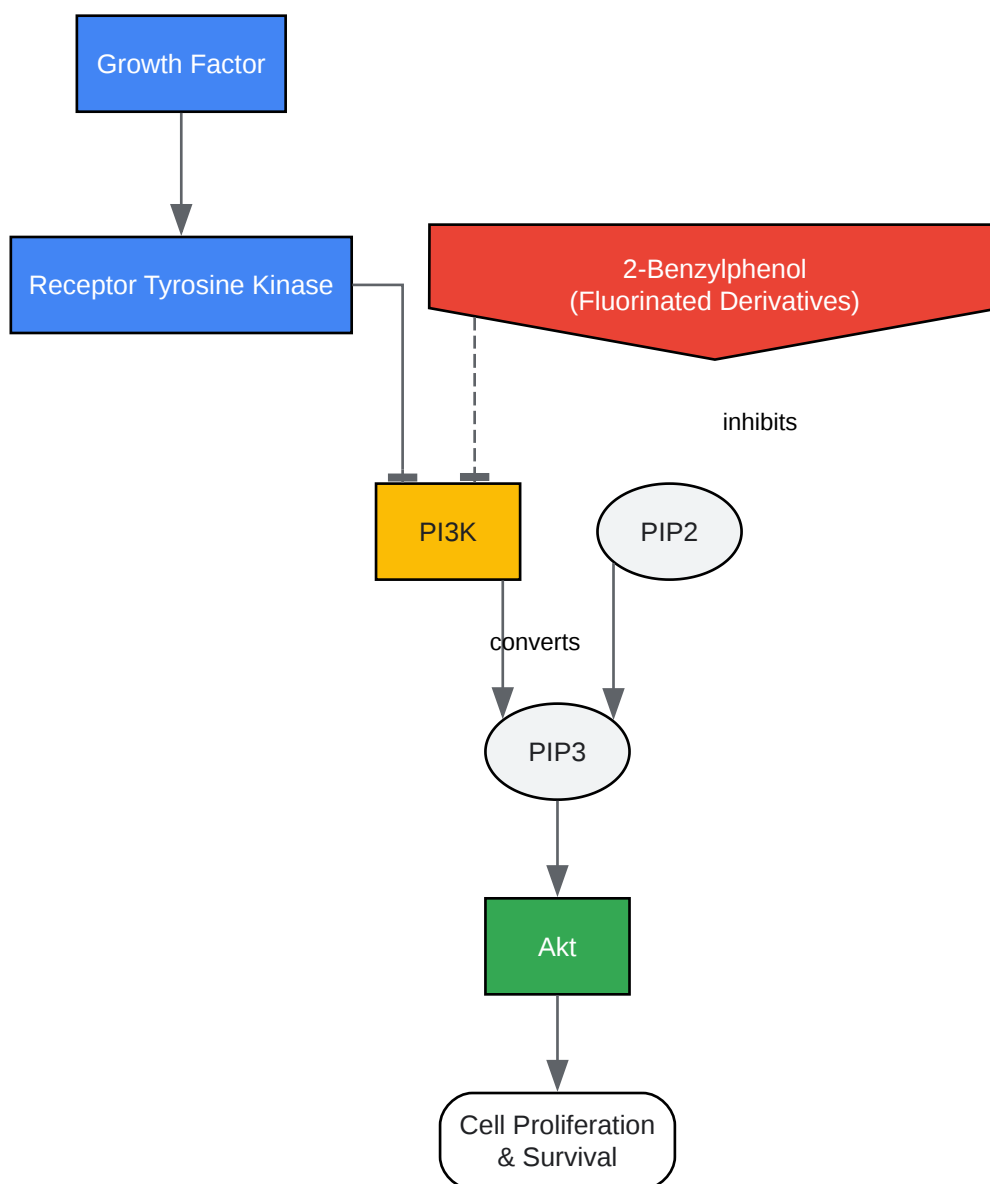 Growth Factor
Receptor Tyrosine Kinase
2-Benzylphenol
(Fluorinated Derivatives)
inhibits
PI3K
PIP2
converts
PIP3
Akt
Cell Proliferation
& Survival